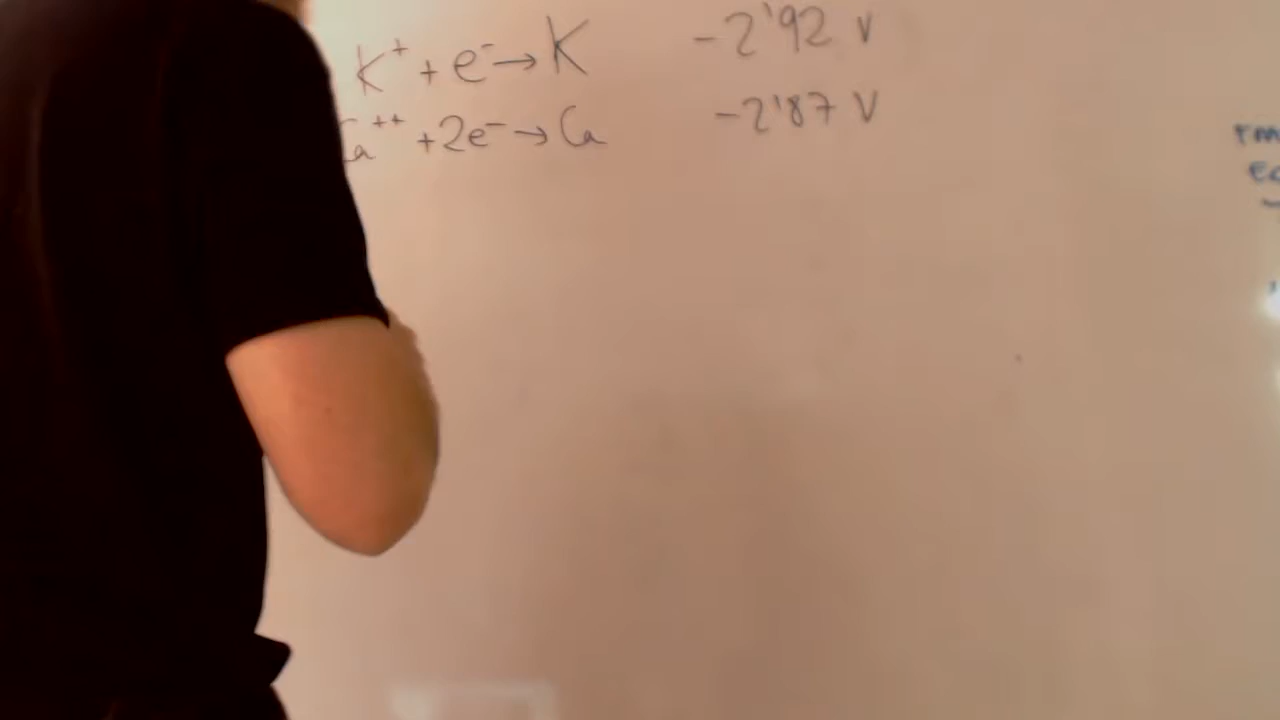 K⁺ + e⁻ → K -2'92 V
Ca⁺⁺ + 2e⁻ → Ca -2'87 V